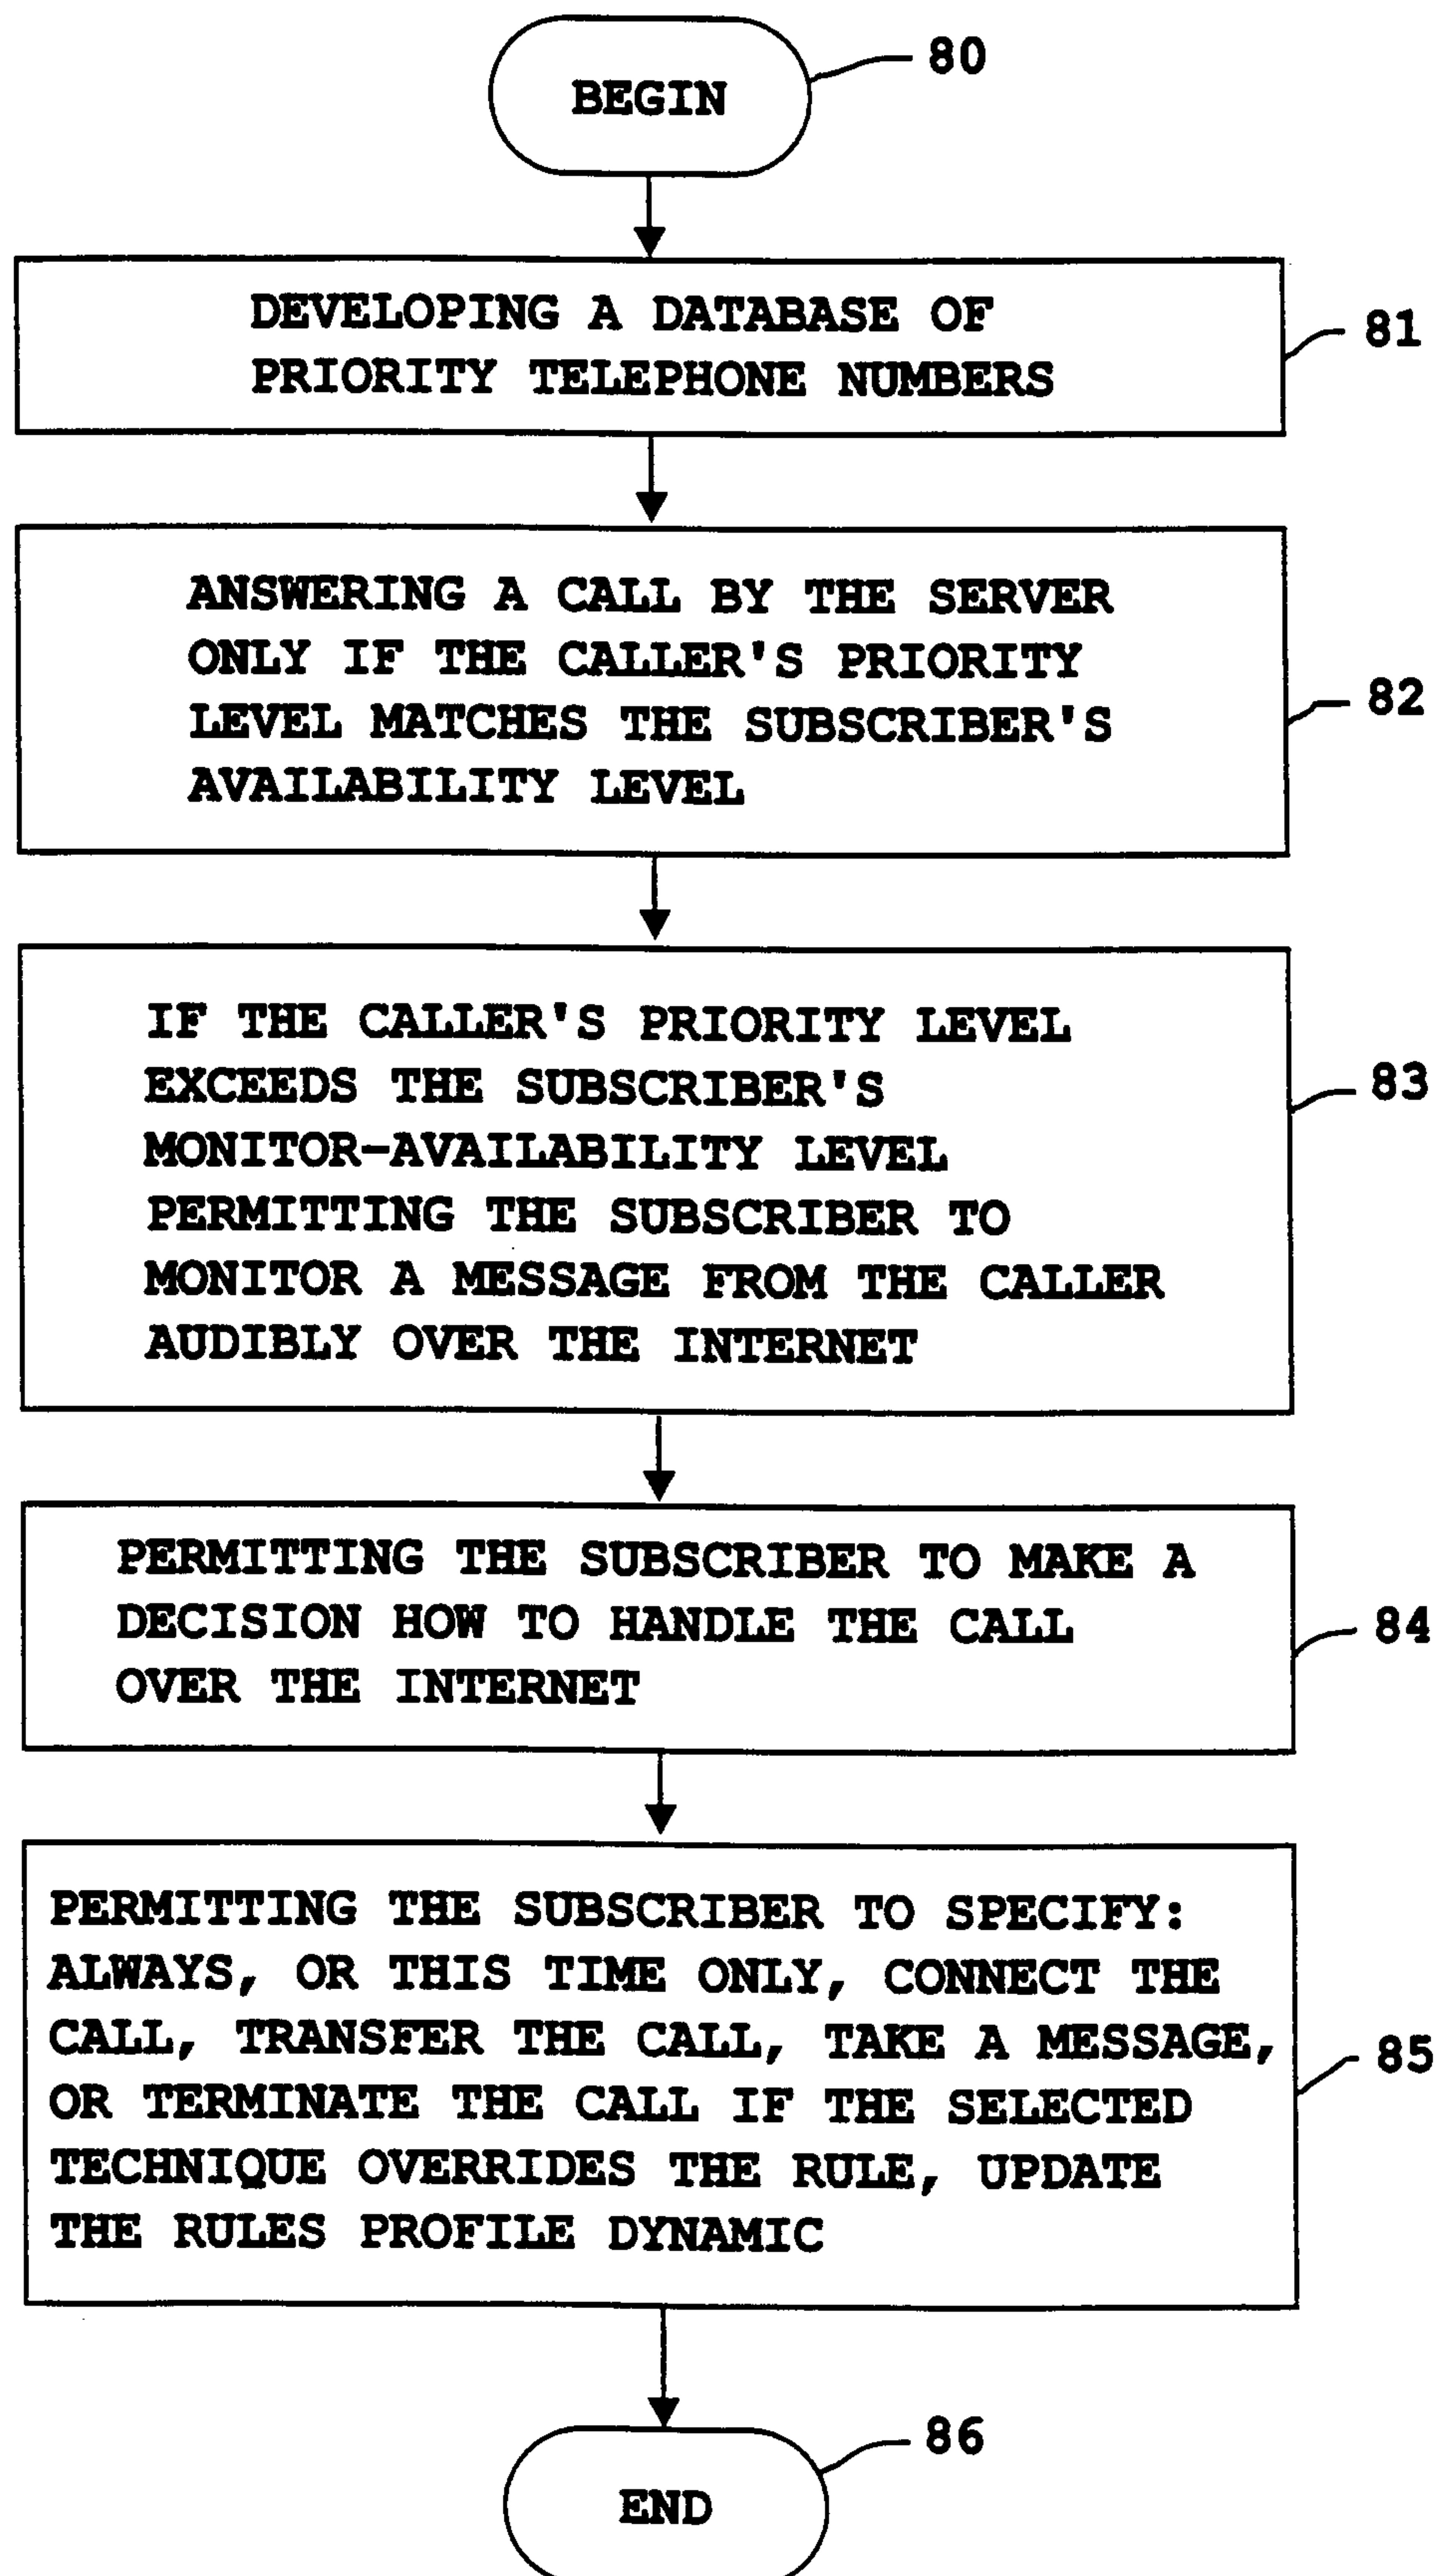 BEGIN
80
DEVELOPING A DATABASE OF
PRIORITY TELEPHONE NUMBERS
81
ANSWERING A CALL BY THE SERVER
ONLY IF THE CALLER'S PRIORITY
LEVEL MATCHES THE SUBSCRIBER'S
AVAILABILITY LEVEL
82
IF THE CALLER'S PRIORITY LEVEL
EXCEEDS THE SUBSCRIBER'S
MONITOR-AVAILABILITY LEVEL
PERMITTING THE SUBSCRIBER TO
MONITOR A MESSAGE FROM THE CALLER
AUDIBLY OVER THE INTERNET
83
PERMITTING THE SUBSCRIBER TO MAKE A
DECISION HOW TO HANDLE THE CALL
OVER THE INTERNET
84
PERMITTING THE SUBSCRIBER TO SPECIFY:
ALWAYS, OR THIS TIME ONLY, CONNECT THE
CALL, TRANSFER THE CALL, TAKE A MESSAGE,
OR TERMINATE THE CALL IF THE SELECTED
TECHNIQUE OVERRIDES THE RULE, UPDATE
THE RULES PROFILE DYNAMIC
85
END
86